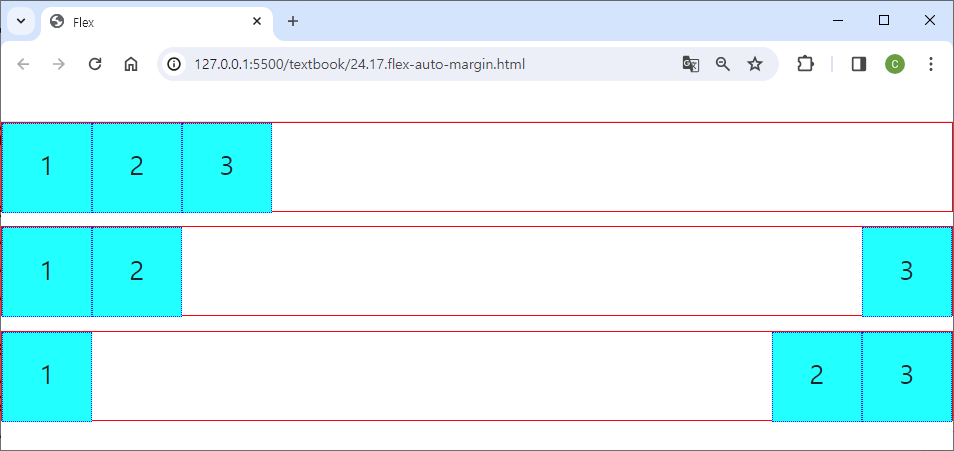 Flex
127.0.0.1:5500/textbook/24.17.flex-auto-margin.html
C
1 2 3
1 2 3
1 2 3